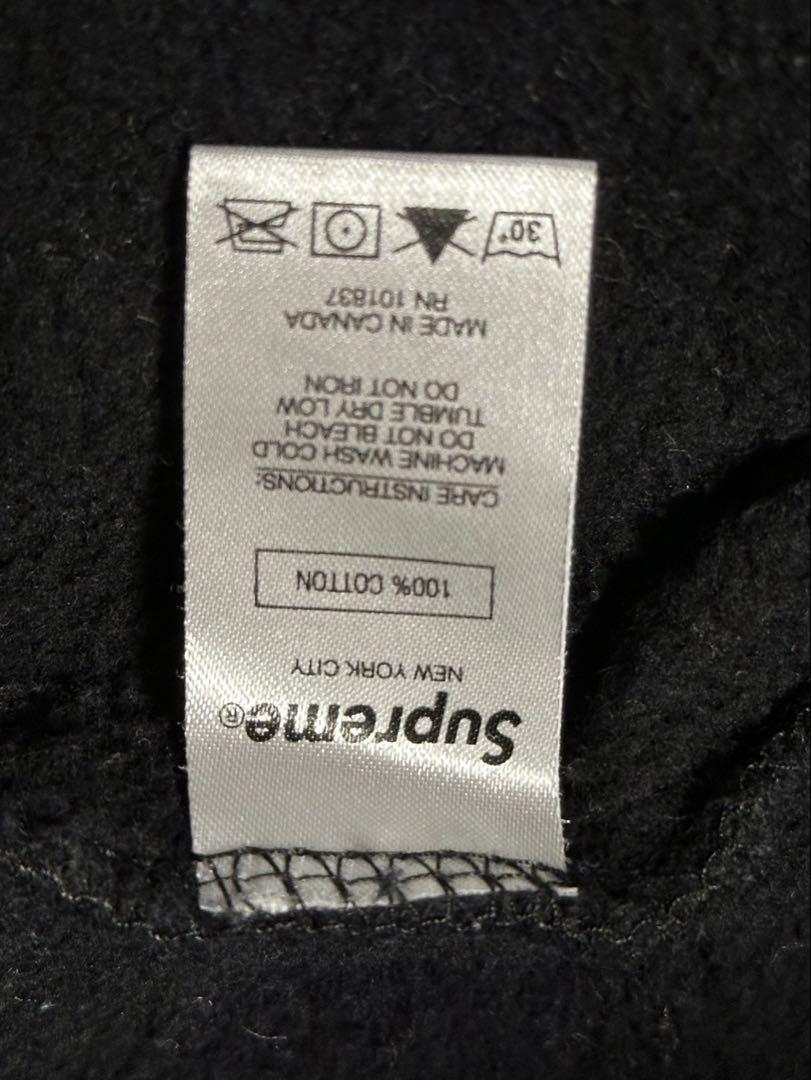 Supreme®
NEW YORK CITY
100% COTTON
CARE INSTRUCTIONS:
MACHINE WASH COLD
DO NOT BLEACH
TUMBLE DRY LOW
DO NOT IRON
MADE IN CANADA
RN 101837
30°